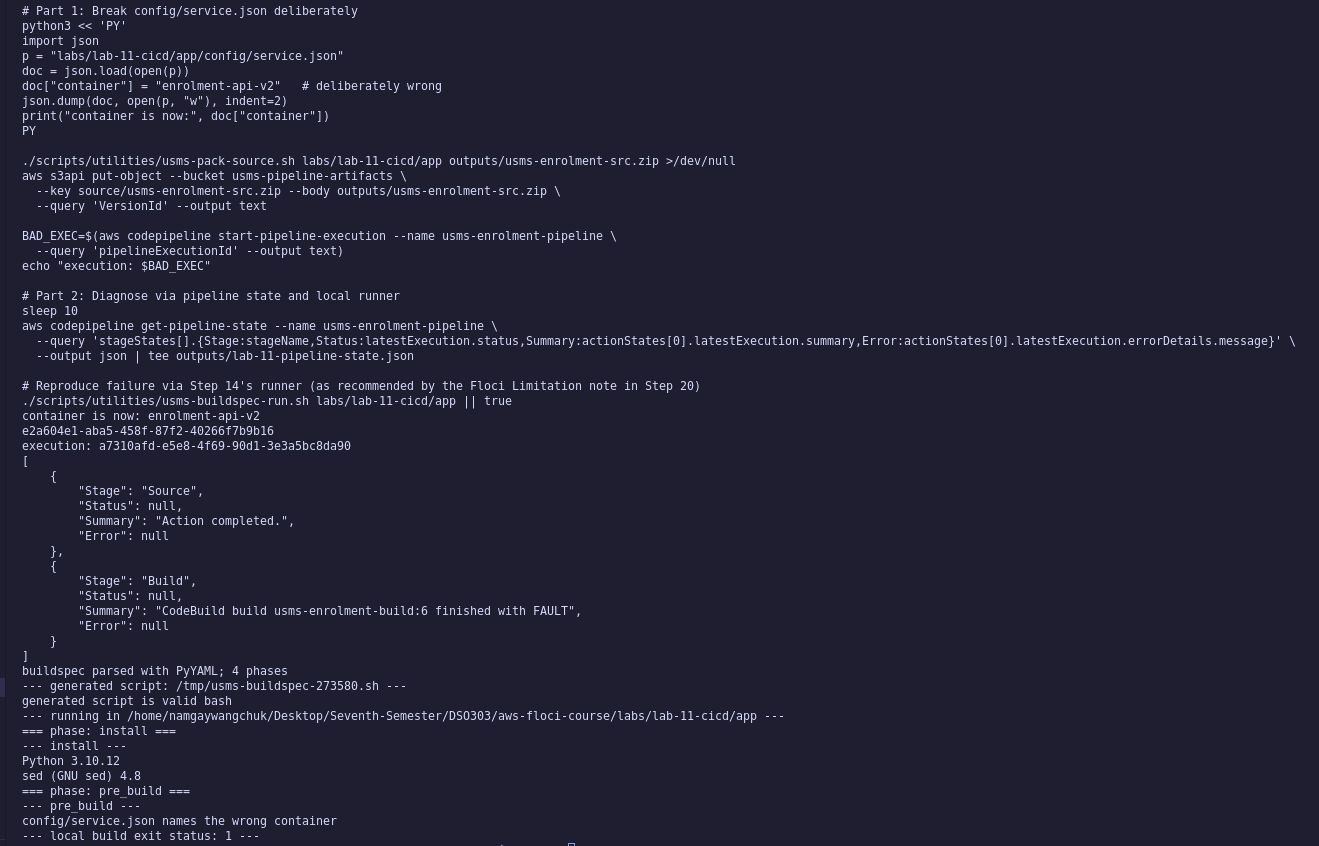 # Part 1: Break config/service.json deliberately
python3 << 'PY'
import json
p = "labs/lab-11-cicd/app/config/service.json"
doc = json.load(open(p))
doc["container"] = "enrolment-api-v2"   # deliberately wrong
json.dump(doc, open(p, "w"), indent=2)
print("container is now:", doc["container"])
PY

./scripts/utilities/usms-pack-source.sh labs/lab-11-cicd/app outputs/usms-enrolment-src.zip >/dev/null
aws s3api put-object --bucket usms-pipeline-artifacts \
  --key source/usms-enrolment-src.zip --body outputs/usms-enrolment-src.zip \
  --query 'VersionId' --output text

BAD_EXEC=$(aws codepipeline start-pipeline-execution --name usms-enrolment-pipeline \
  --query 'pipelineExecutionId' --output text)
echo "execution: $BAD_EXEC"

# Part 2: Diagnose via pipeline state and local runner
sleep 10
aws codepipeline get-pipeline-state --name usms-enrolment-pipeline \
  --query 'stageStates[].{Stage:stageName,Status:latestExecution.status,Summary:actionStates[0].latestExecution.summary,Error:actionStates[0].latestExecution.errorDetails.message}' \
  --output json | tee outputs/lab-11-pipeline-state.json

# Reproduce failure via Step 14's runner (as recommended by the Floci Limitation note in Step 20)
./scripts/utilities/usms-buildspec-run.sh labs/lab-11-cicd/app || true
container is now: enrolment-api-v2
e2a604e1-aba5-458f-87f2-40266f7b9b16
execution: a7310afd-e5e8-4f69-90d1-3e3a5bc8da90
[
    {
        "Stage": "Source",
        "Status": null,
        "Summary": "Action completed.",
        "Error": null
    },
    {
        "Stage": "Build",
        "Status": null,
        "Summary": "CodeBuild build usms-enrolment-build:6 finished with FAULT",
        "Error": null
    }
]
buildspec parsed with PyYAML; 4 phases
--- generated script: /tmp/usms-buildspec-273580.sh ---
generated script is valid bash
--- running in /home/namgaywangchuk/Desktop/Seventh-Semester/DSO303/aws-floci-course/labs/lab-11-cicd/app ---
=== phase: install ===
--- install ---
Python 3.10.12
sed (GNU sed) 4.8
=== phase: pre_build ===
--- pre_build ---
config/service.json names the wrong container
--- local build exit status: 1 ---